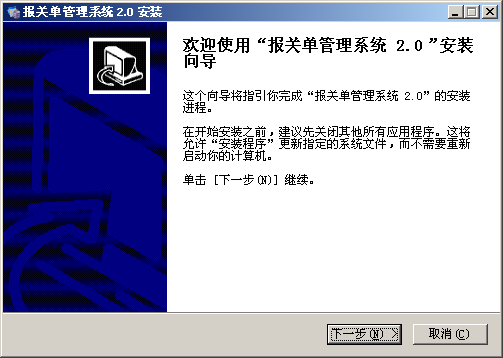 报关单管理系统 2.0 安装
欢迎使用“报关单管理系统 2.0”安装
向导
这个向导将指引你完成“报关单管理系统 2.0”的安装
进程。
在开始安装之前，建议先关闭其他所有应用程序。这将
允许“安装程序”更新指定的系统文件，而不需要重新
启动你的计算机。
单击 [下一步(N)] 继续。
下一步(N) >
取消(C)